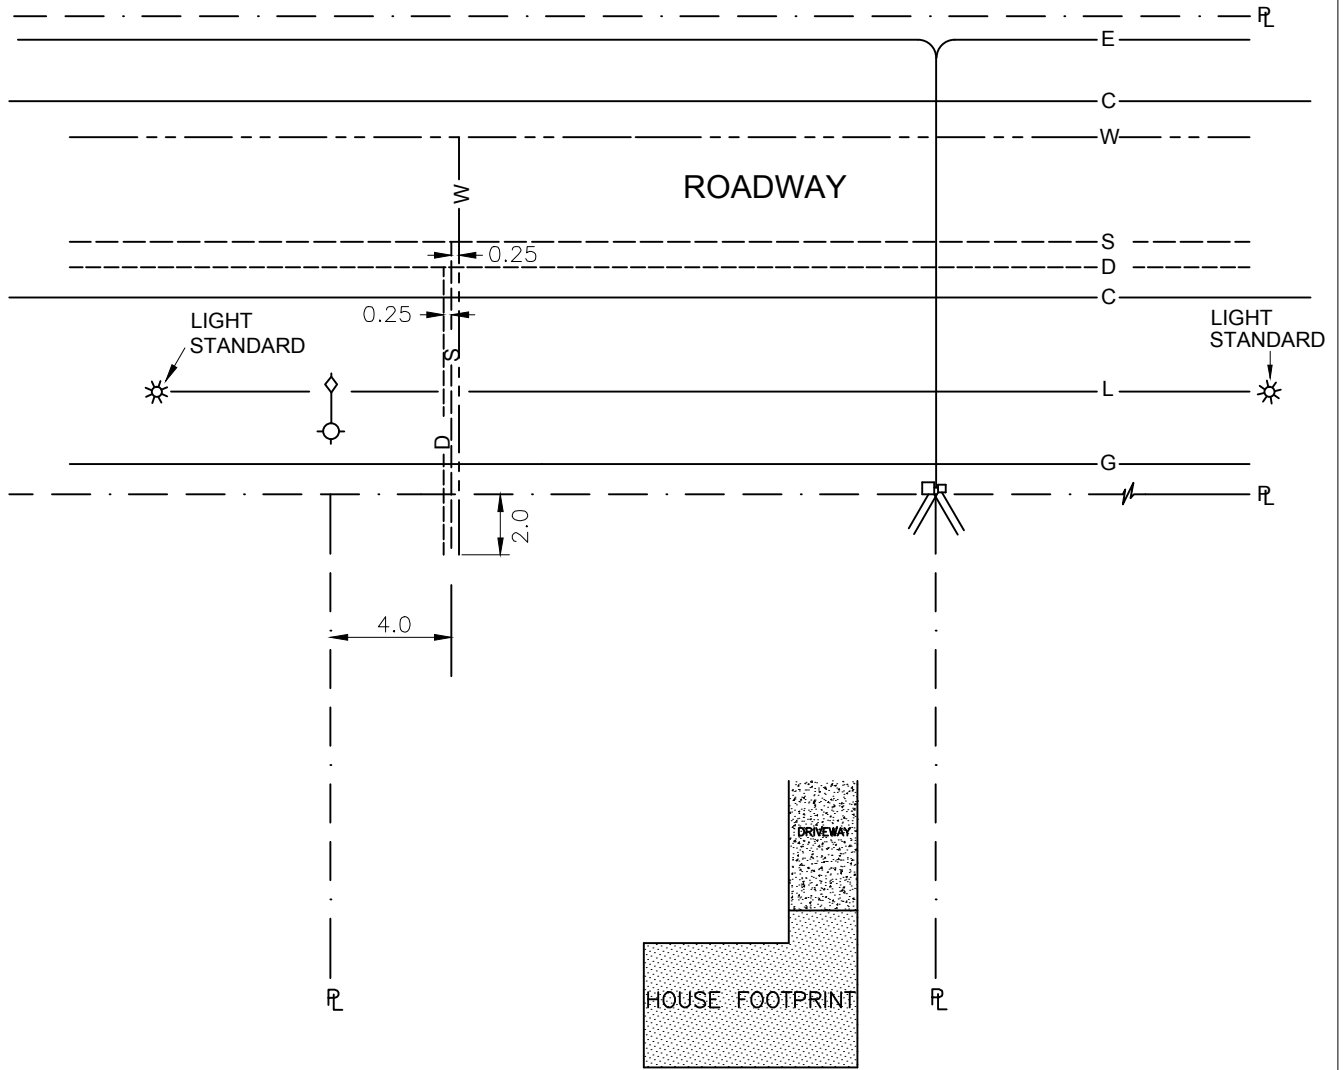 PL
E
C
W
W
ROADWAY
S
0.25
D
C
0.25
LIGHT
STANDARD
LIGHT
STANDARD
S
L
D
G
PL
2.0
4.0
DRIVEWAY
HOUSE FOOTPRINT
PL
PL